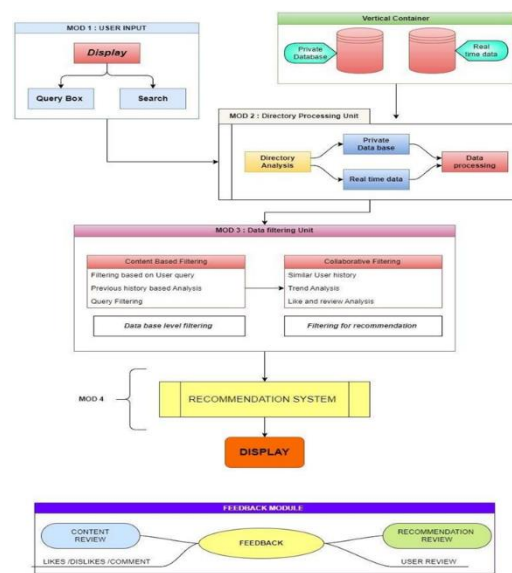 MOD 1 : USER INPUT
Display
Query Box
Search
Vertical Container
Private
Database
Real
time data
MOD 2 : Directory Processing Unit
Directory
Analysis
Private
Data base
Real time data
Data
processing
MOD 3 : Data filtering Unit
Content Based Filtering
Filtering based on User query
Previous history based Analysis
Query Filtering
Collaborative Filtering
Similar User history
Trend Analysis
Like and review Analysis
Data base level filtering
Filtering for recommendation
MOD 4
RECOMMENDATION SYSTEM
DISPLAY
FEEDBACK MODULE
CONTENT
REVIEW
FEEDBACK
RECOMMENDATION
REVIEW
LIKES /DISLIKES /COMMENT
USER REVIEW